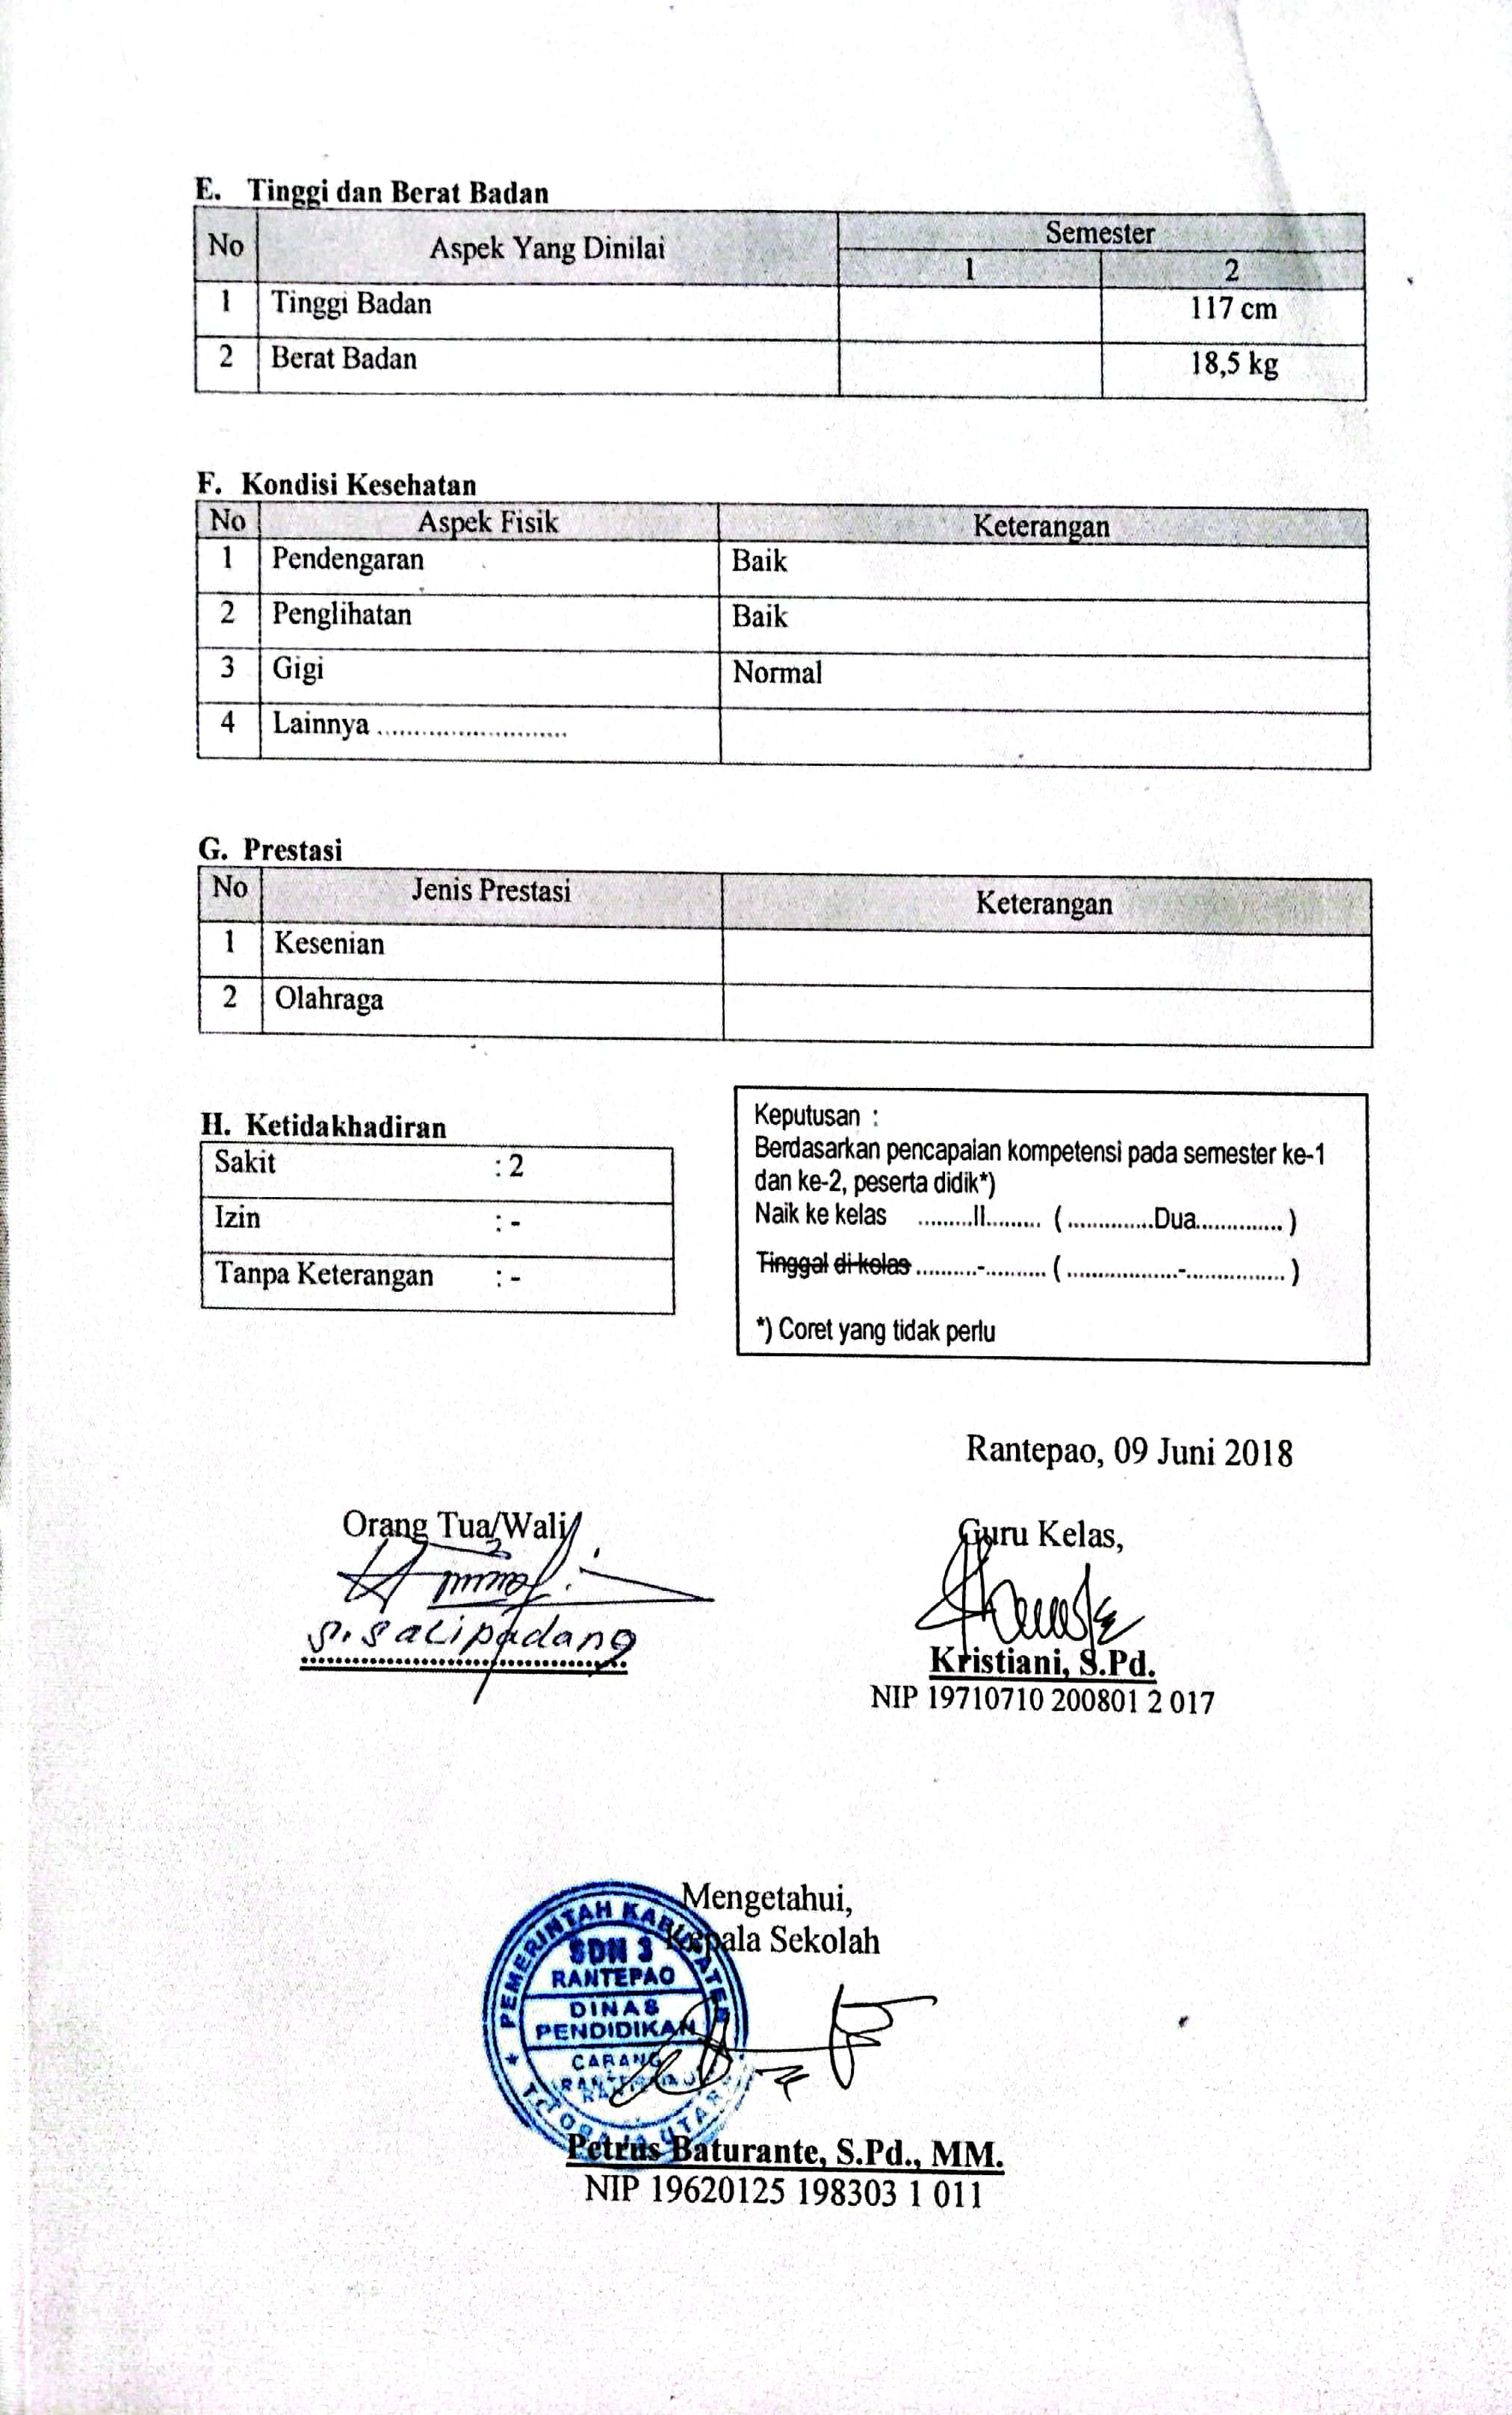 E. Tinggi dan Berat Badan
No Aspek Yang Dinilai Semester
1 2
1 Tinggi Badan 117 cm
2 Berat Badan 18,5 kg
F. Kondisi Kesehatan
No Aspek Fisik Keterangan
1 Pendengaran Baik
2 Penglihatan Baik
3 Gigi Normal
4 Lainnya ..........................
G. Prestasi
No Jenis Prestasi Keterangan
1 Kesenian
2 Olahraga
H. Ketidakhadiran
Sakit : 2
Izin : -
Tanpa Keterangan : -
Keputusan :
Berdasarkan pencapaian kompetensi pada semester ke-1
dan ke-2, peserta didik*)
Naik ke kelas .........II......... (..............Dua..............)
Tinggal di kelas ..........-.......... (..................-................)
*) Coret yang tidak perlu
Rantepao, 09 Juni 2018
Orang Tua/Wali
S. Salipadang
Guru Kelas,
Kristiani, S.Pd.
NIP 19710710 200801 2 017
Mengetahui,
Kepala Sekolah
PEMERINTAH KABUPATEN
SDN 3
RANTEPAO
DINAS
PENDIDIKAN
CABANG
Petrus Baturante, S.Pd., MM.
NIP 19620125 198303 1 011